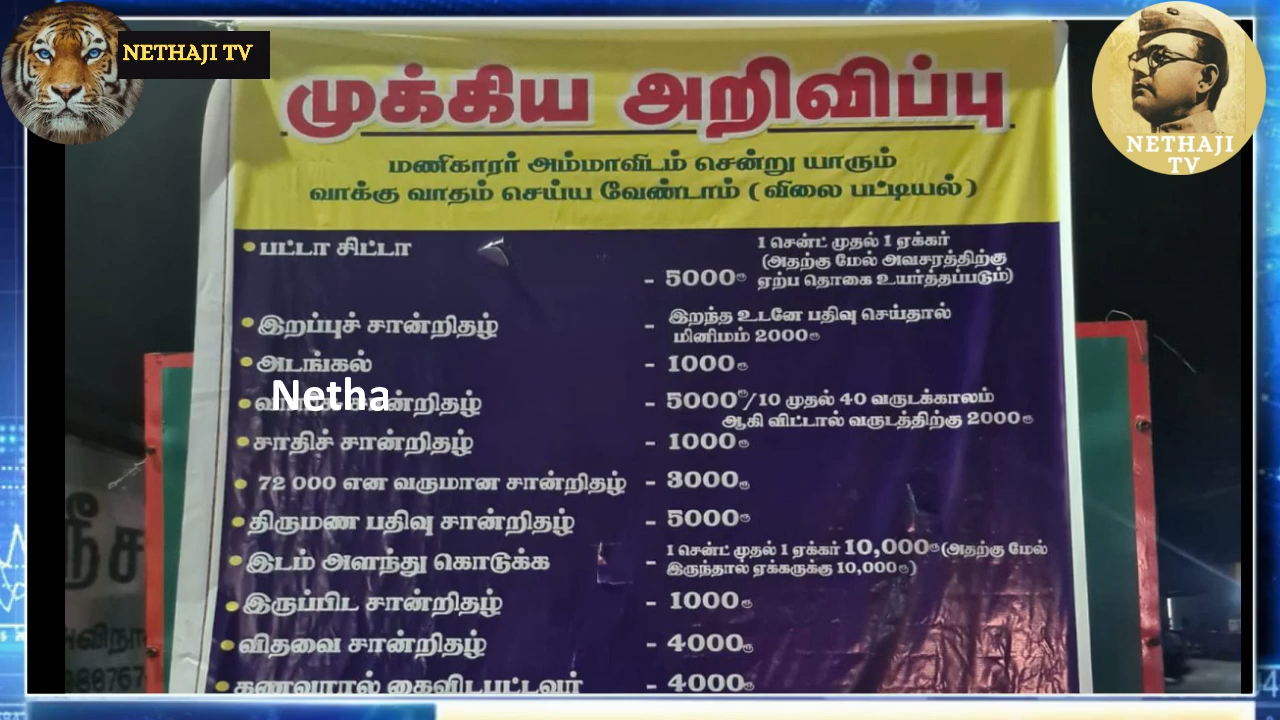 NETHAJI TV
NETHAJI
TV
முக்கிய அறிவிப்பு
மணிகாரர் அம்மாவிடம் சென்று யாரும்
வாக்கு வாதம் செய்ய வேண்டாம் ( விலை பட்டியல் )
• பட்டா சிட்டா - 5000ரூ 1 சென்ட் முதல் 1 ஏக்கர்
(அதற்கு மேல் அவசரத்திற்கு
ஏற்ப தொகை உயர்த்தப்படும்)
• இறப்புச் சான்றிதழ் - இறந்த உடனே பதிவு செய்தால்
மினிமம் 2000ரூ
• அடங்கல் - 1000ரூ
Netha
• சான்றிதழ் - 5000ரூ/10 முதல் 40 வருடக்காலம்
ஆகி விட்டால் வருடத்திற்கு 2000ரூ
• சாதிச் சான்றிதழ் - 1000ரூ
• 72 000 என வருமான சான்றிதழ் - 3000ரூ
• திருமண பதிவு சான்றிதழ் - 5000ரூ
• இடம் அளந்து கொடுக்க - 1 சென்ட் முதல் 1 ஏக்கர் 10,000ரூ (அதற்கு மேல்
இருந்தால் ஏக்கருக்கு 10,000ரூ)
• இருப்பிட சான்றிதழ் - 1000ரூ
• விதவை சான்றிதழ் - 4000ரூ
• கணவரால் கைவிடபட்டவர் - 4000ரூ